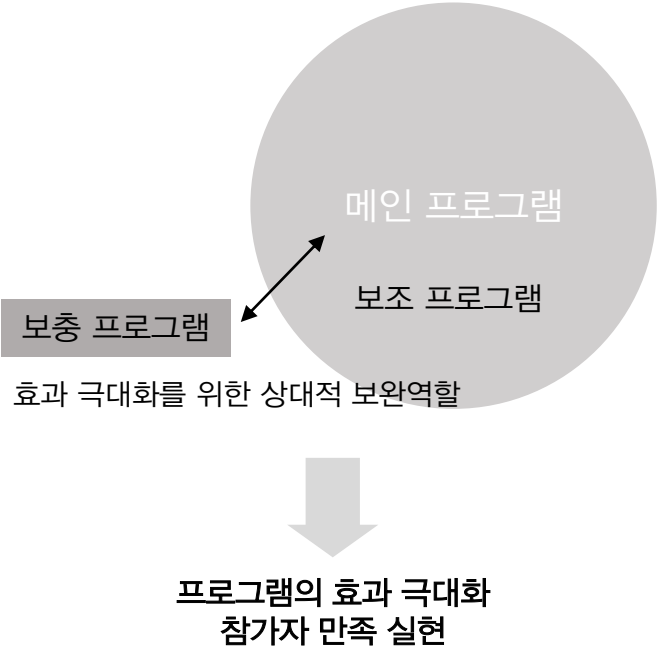 메인 프로그램
보조 프로그램
보충 프로그램
효과 극대화를 위한 상대적 보완역할
프로그램의 효과 극대화
참가자 만족 실현